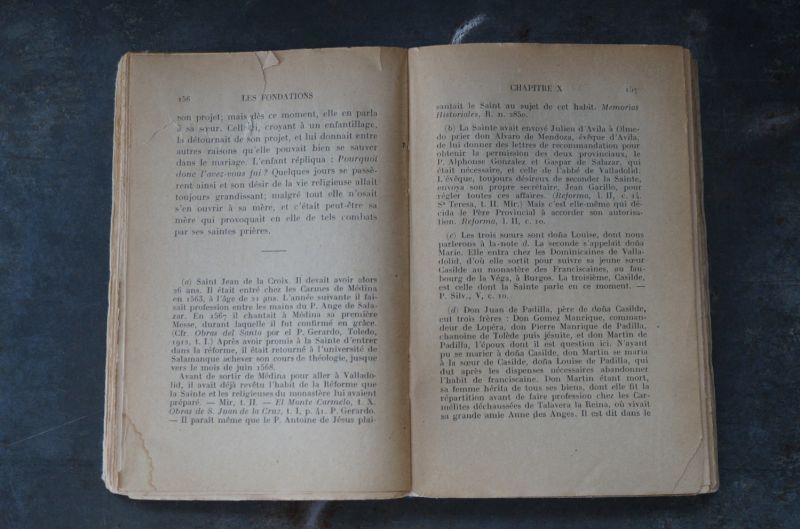 156 LES FONDATIONS
son projet, mais dès ce moment, elle en parla
à sa sœur. Celle-ci, croyant à un enfantillage,
la détournait de son projet, et lui donnait entre
autres raisons qu'elle pouvait bien se sauver
dans le mariage. L'enfant répliqua : Pourquoi
donc l'avez-vous fui ? Quelques jours se passè-
rent ainsi et son désir de la vie religieuse allait
toujours grandissant; malgré tout elle n'osait
s'en ouvrir à sa mère, et c'était peut-être sa
mère qui provoquait en elle de tels combats
par ses saintes prières.
(a) Saint Jean de la Croix. Il devait avoir alors
26 ans. Il était entré chez les Carmes de Médina
en 1563, à l'âge de 21 ans. L'année suivante il fai-
sait profession entre les mains du P. Ange de Sala-
zar. En 1567 il chantait à Médina sa première
Messe, durant laquelle il fut confirmé en grâce.
(Cfr. Obras del Santo por el P. Gerardo, Toledo,
1912, t. I.) Après avoir promis à la Sainte d'entrer
dans la réforme, il était retourné à l'université de
Salamanque achever son cours de théologie, jusque
vers le mois de juin 1568.
Avant de sortir de Médina pour aller à Vallado-
lid, il avait déjà revêtu l'habit de la Réforme que
la Sainte et les religieuses du monastère lui avaient
préparé. — Mir, t. II. — El Monte Carmelo, t. X.
Obras de S. Juan de la Cruz, t. I, p. 41. P. Gerardo.
— Il paraît même que le P. Antoine de Jésus plai-
CHAPITRE X 157
santait le Saint au sujet de cet habit. Memorias
Historiales, R. n. 2850.
(b) La Sainte avait envoyé Julien d'Avila à Olme-
do prier don Alvaro de Mendoza, évêque d'Avila,
de lui donner des lettres de recommandation pour
obtenir la permission des deux provinciaux, le
P. Alphonse Gonzalez et Gaspar de Salazar, qui
était nécessaire, et celle de l'abbé de Valladolid.
L'évêque, toujours désireux de seconder la Sainte,
envoya son propre secrétaire, Jean Garillo, pour
régler toutes ces affaires. (Reforma, l. II, c. 14.
Sª Teresa, t. II. Mir.) Mais c'est elle-même qui dé-
cida le Père Provincial à accorder son autorisa-
tion. Reforma, l. II, c. 10.
(c) Les trois sœurs sont doña Louise, dont nous
parlerons à la note d. La seconde s'appelait doña
Marie. Elle entra chez les Dominicaines de Valla-
dolid, d'où elle sortit pour suivre sa jeune sœur
Casilde au monastère des Franciscaines, au fau-
bourg de la Véga, à Burgos. La troisième, Casilde,
est celle dont la Sainte parle en ce moment. —
P. Silv., V, c. 10.
(d) Don Juan de Padilla, père de doña Casilde,
eut trois frères : Don Gomez Manrique, comman-
deur de Lopéra, don Pierre Manrique de Padilla,
chanoine de Tolède puis jésuite, et don Martin de
Padilla, l'époux dont il est question ici. N'ayant
pu se marier à doña Casilde, don Martin se maria
à la sœur de Casilde, doña Louise de Padilla, qui
dut après les dispenses nécessaires abandonner
l'habit de franciscaine. Don Martin étant mort,
sa femme hérita de tous ses biens, dont elle fit la
répartition avant de faire profession chez les Car-
mélites déchaussées de Talavera la Reina, où vivait
sa grande amie Anne des Anges. Il est dit dans le